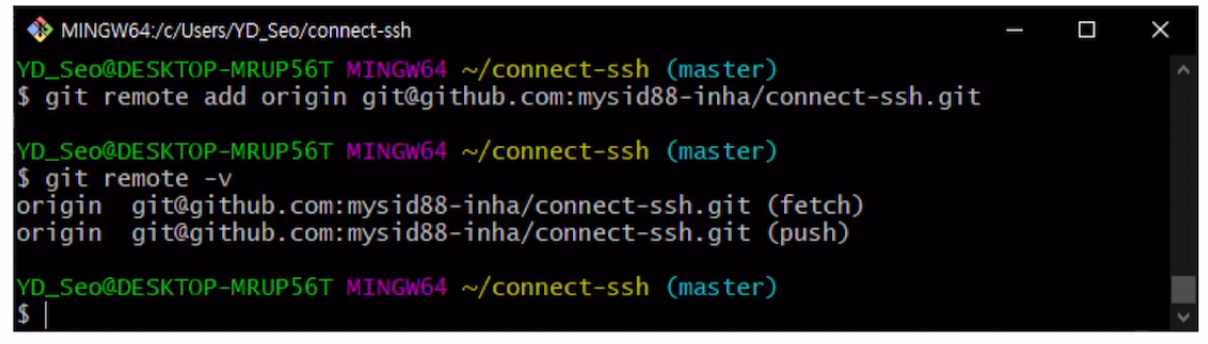 MINGW64:/c/Users/YD_Seo/connect-ssh
YD_Seo@DESKTOP-MRUP56T MINGW64 ~/connect-ssh (master)
$ git remote add origin git@github.com:mysid88-inha/connect-ssh.git
YD_Seo@DESKTOP-MRUP56T MINGW64 ~/connect-ssh (master)
$ git remote -v
origin  git@github.com:mysid88-inha/connect-ssh.git (fetch)
origin  git@github.com:mysid88-inha/connect-ssh.git (push)
YD_Seo@DESKTOP-MRUP56T MINGW64 ~/connect-ssh (master)
$